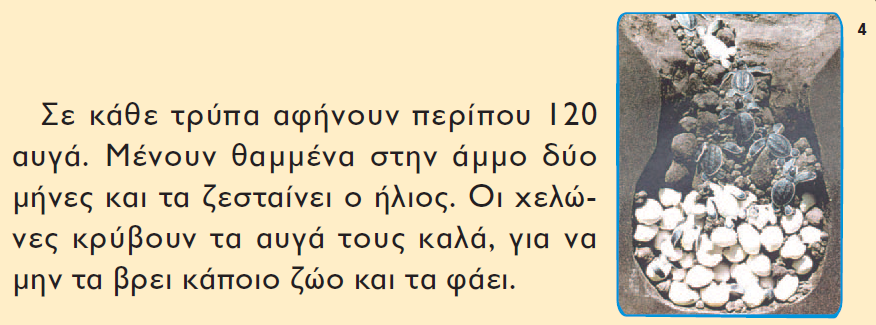 4
Σε κάθε τρύπα αφήνουν περίπου 120
αυγά. Μένουν θαμμένα στην άμμο δύο
μήνες και τα ζεσταίνει ο ήλιος. Οι χελώ-
νες κρύβουν τα αυγά τους καλά, για να
μην τα βρει κάποιο ζώο και τα φάει.